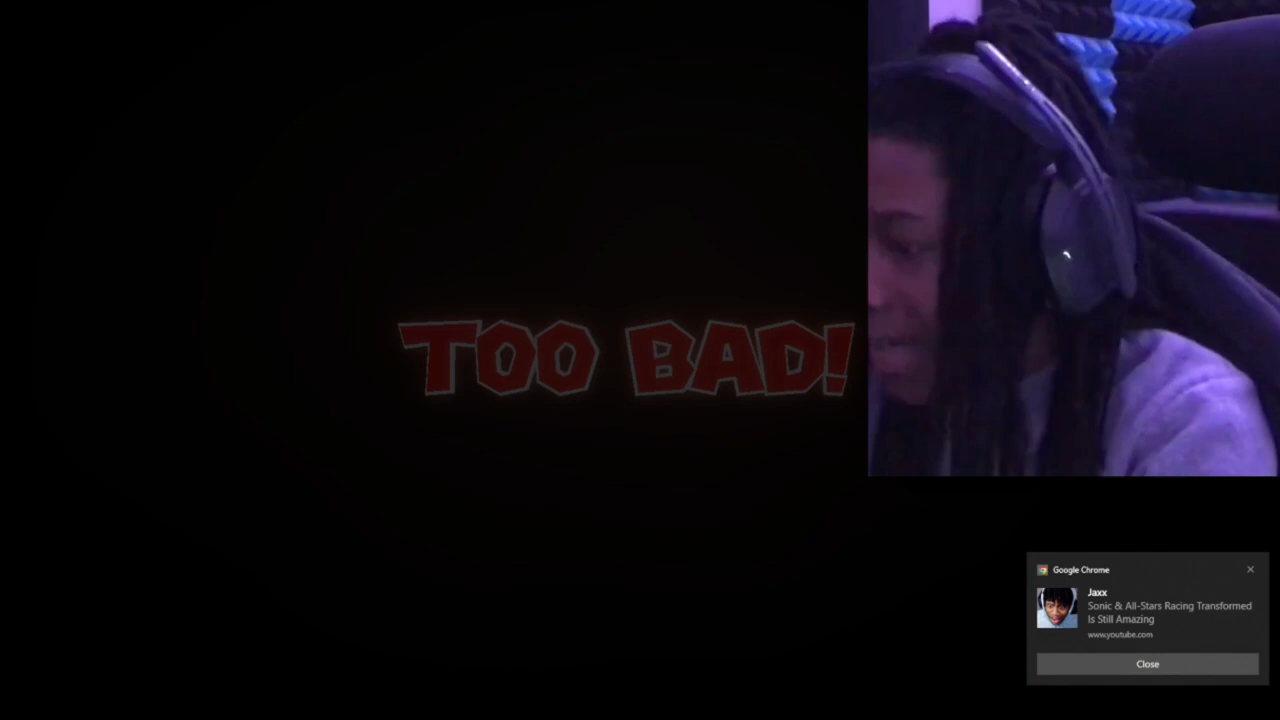 TOO BAD!
Google Chrome
Jaxx
Sonic & All-Stars Racing Transformed
Is Still Amazing
www.youtube.com
Close